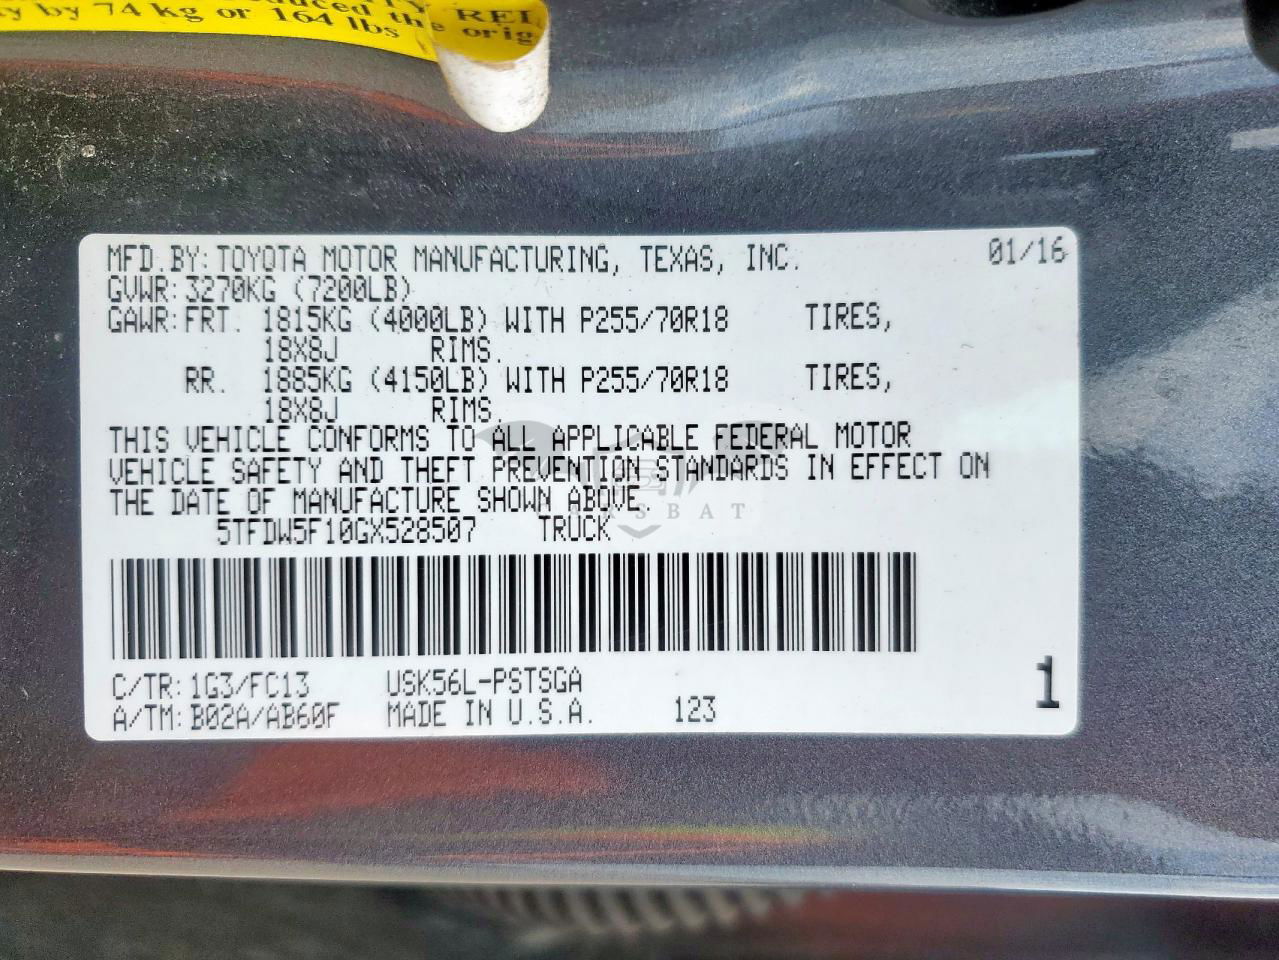 REI
duced the orig
ty by 74 kg or 164 lbs
MFD.BY:TOYOTA MOTOR MANUFACTURING, TEXAS, INC. 01/16
GVWR:3270KG (7200LB)
GAWR:FRT. 1815KG (4000LB) WITH P255/70R18 TIRES,
18X8J RIMS.
RR. 1885KG (4150LB) WITH P255/70R18 TIRES,
18X8J RIMS.
THIS VEHICLE CONFORMS TO ALL APPLICABLE FEDERAL MOTOR
VEHICLE SAFETY AND THEFT PREVENTION STANDARDS IN EFFECT ON
THE DATE OF MANUFACTURE SHOWN ABOVE.
5TFDW5F10GX528507 TRUCK
C/TR:1G3/FC13 USK56L-PSTSGA
A/TM:B02A/AB60F MADE IN U.S.A. 123
1